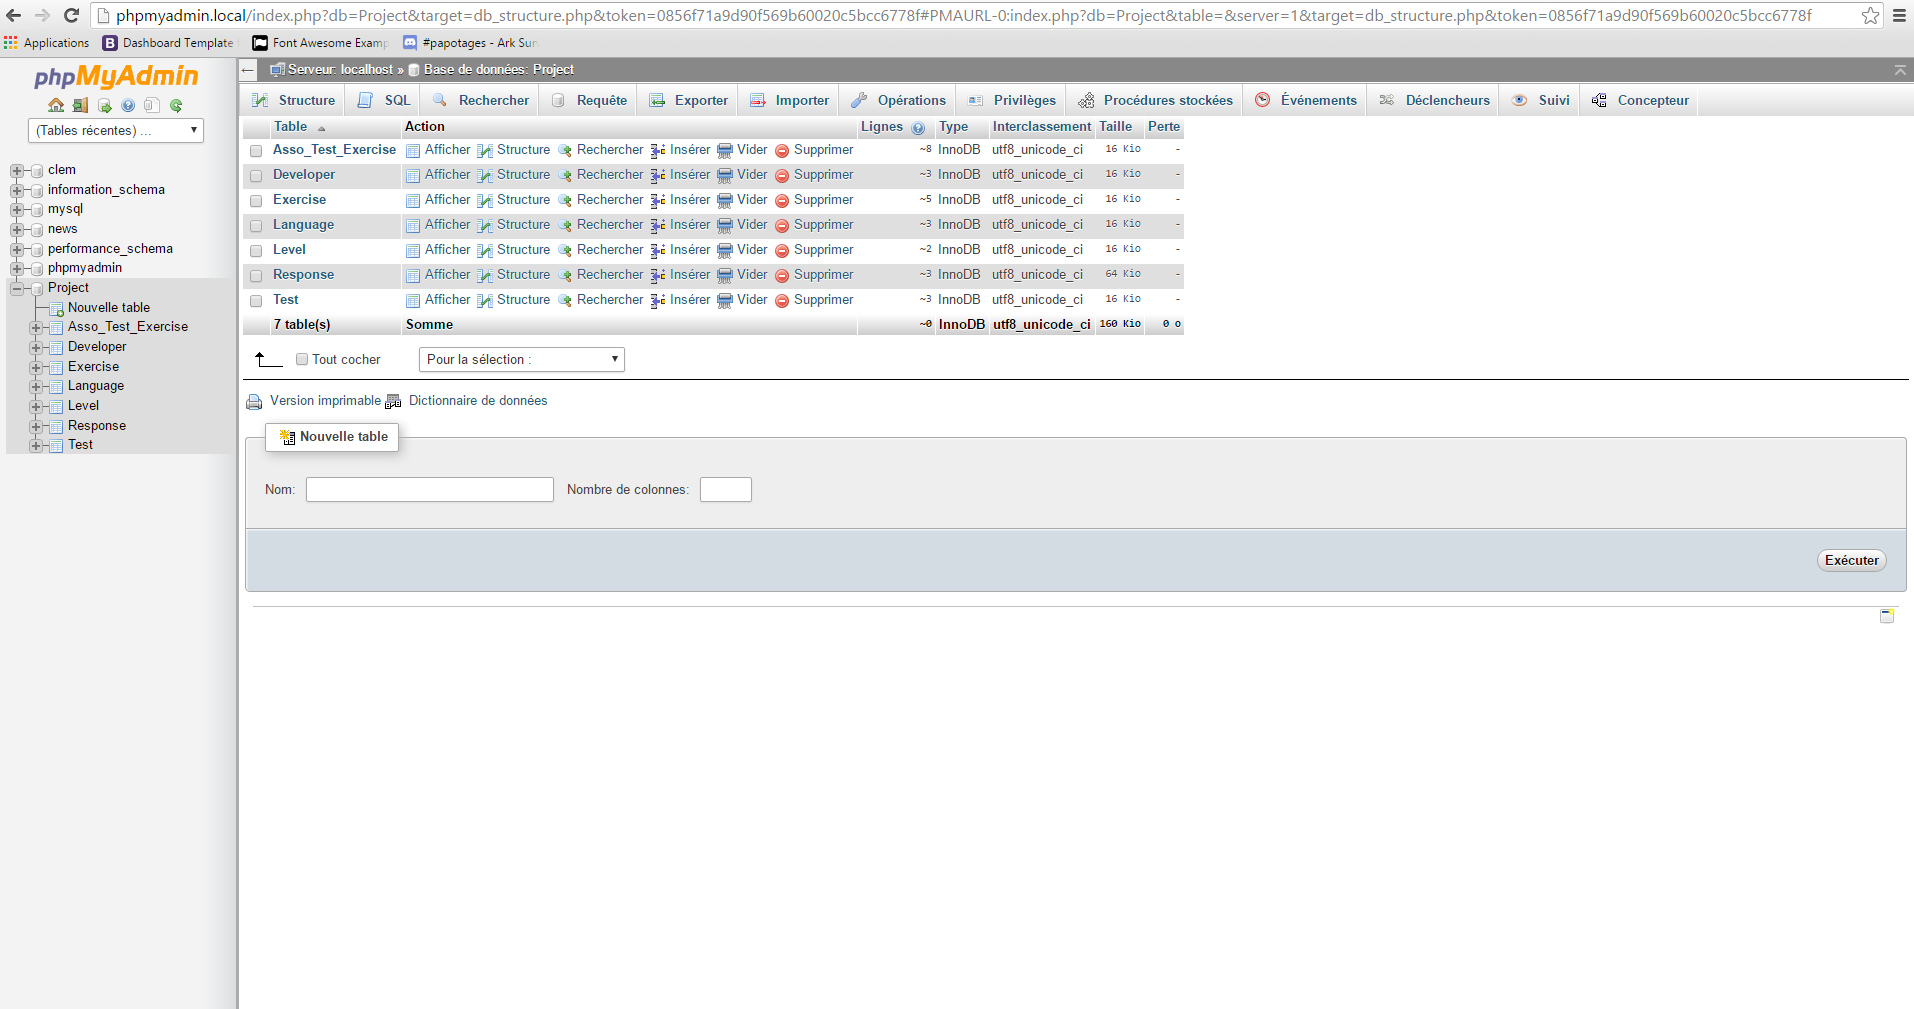 phpmyadmin.local/index.php?db=Project&target=db_structure.php&token=0856f71a9d90f569b60020c5bcc6778f#PMAURL-0:index.php?db=Project&table=&server=1&target=db_structure.php&token=0856f71a9d90f569b60020c5bcc6778f
Applications Dashboard Template Font Awesome Examp #papotages - Ark Sur
phpMyAdmin
(Tables récentes) ...
clem
information_schema
mysql
news
performance_schema
phpmyadmin
Project
Nouvelle table
Asso_Test_Exercise
Developer
Exercise
Language
Level
Response
Test
Serveur: localhost » Base de données: Project
Structure SQL Rechercher Requête Exporter Importer Opérations Privilèges Procédures stockées Événements Déclencheurs Suivi Concepteur
Table Action Lignes Type Interclassement Taille Perte
Asso_Test_Exercise Afficher Structure Rechercher Insérer Vider Supprimer ~8 InnoDB utf8_unicode_ci 16 Kio -
Developer Afficher Structure Rechercher Insérer Vider Supprimer ~3 InnoDB utf8_unicode_ci 16 Kio -
Exercise Afficher Structure Rechercher Insérer Vider Supprimer ~5 InnoDB utf8_unicode_ci 16 Kio -
Language Afficher Structure Rechercher Insérer Vider Supprimer ~3 InnoDB utf8_unicode_ci 16 Kio -
Level Afficher Structure Rechercher Insérer Vider Supprimer ~2 InnoDB utf8_unicode_ci 16 Kio -
Response Afficher Structure Rechercher Insérer Vider Supprimer ~3 InnoDB utf8_unicode_ci 64 Kio -
Test Afficher Structure Rechercher Insérer Vider Supprimer ~3 InnoDB utf8_unicode_ci 16 Kio -
7 table(s) Somme ~0 InnoDB utf8_unicode_ci 160 Kio 0 o
Tout cocher Pour la sélection :
Version imprimable Dictionnaire de données
Nouvelle table
Nom: Nombre de colonnes:
Exécuter